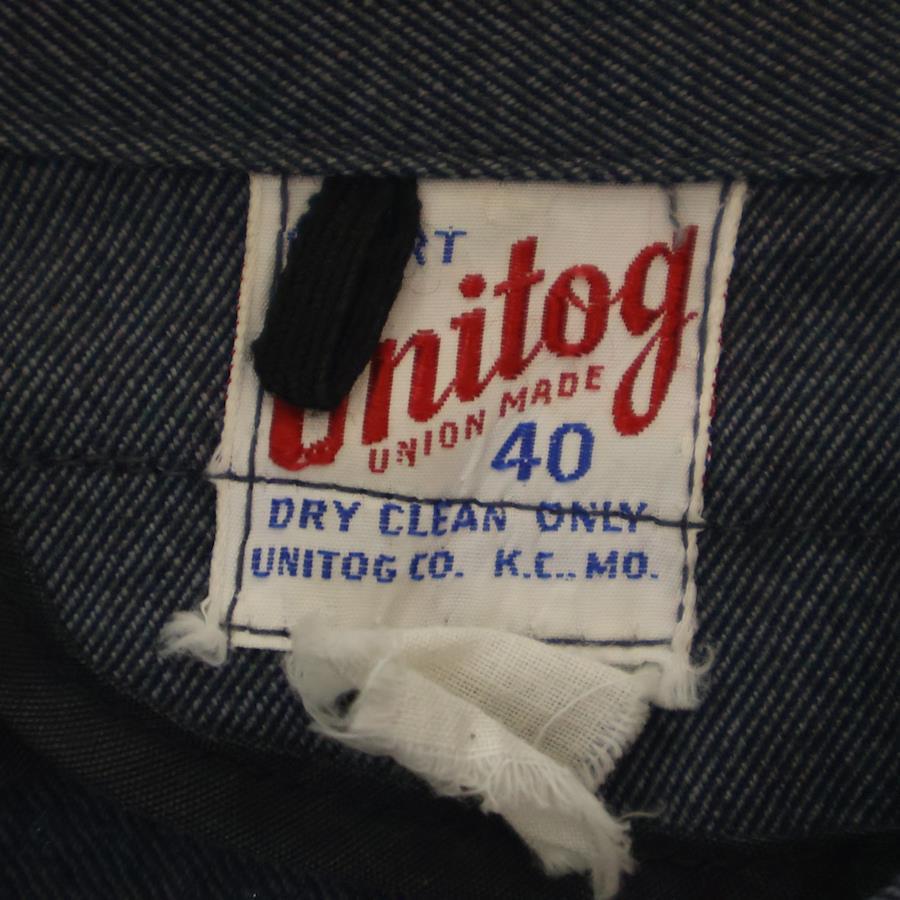 Unitog
UNION MADE
40
DRY CLEAN ONLY
UNITOG CO. K.C. MO.